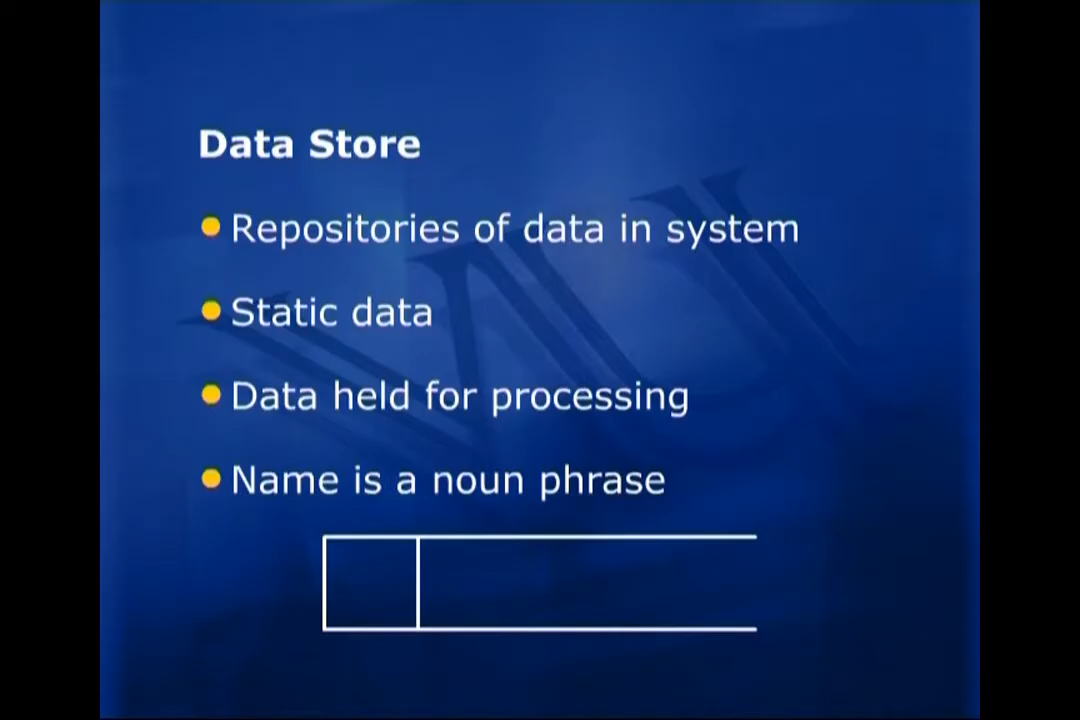 Data Store
Repositories of data in system
Static data
Data held for processing
Name is a noun phrase